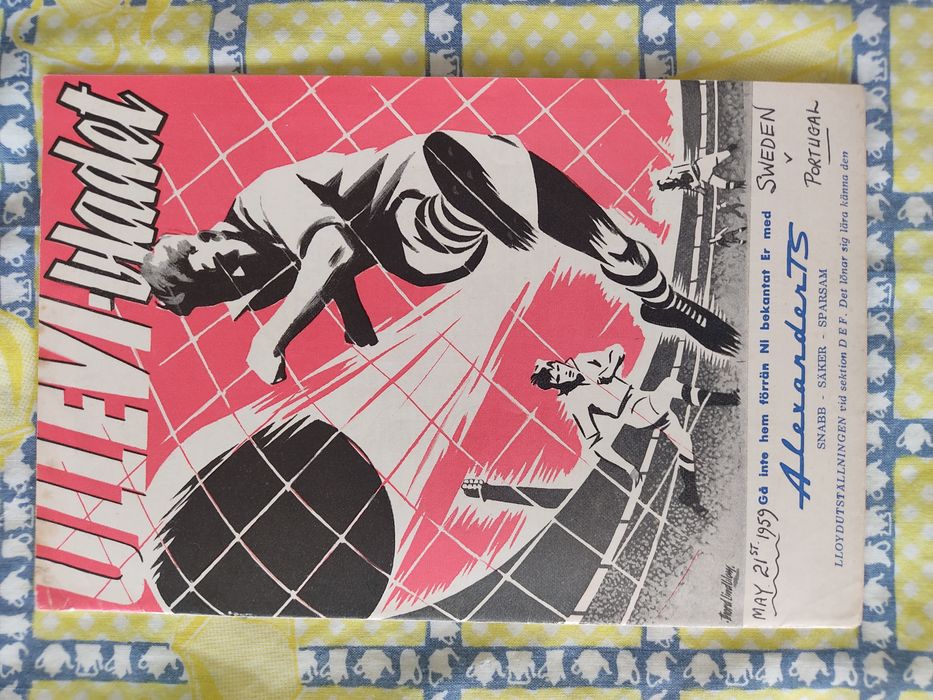 ULLEVI-bladet
MAY 21ST. 1959
Gå inte hem förrän Ni bekantat Er med
AlexanderTS
SNABB - SÄKER - SPARSAM
LLOYDUTSTÄLLNINGEN vid sektion D E F. Det lönar sig lära känna den
SWEDEN
v
PORTUGAL